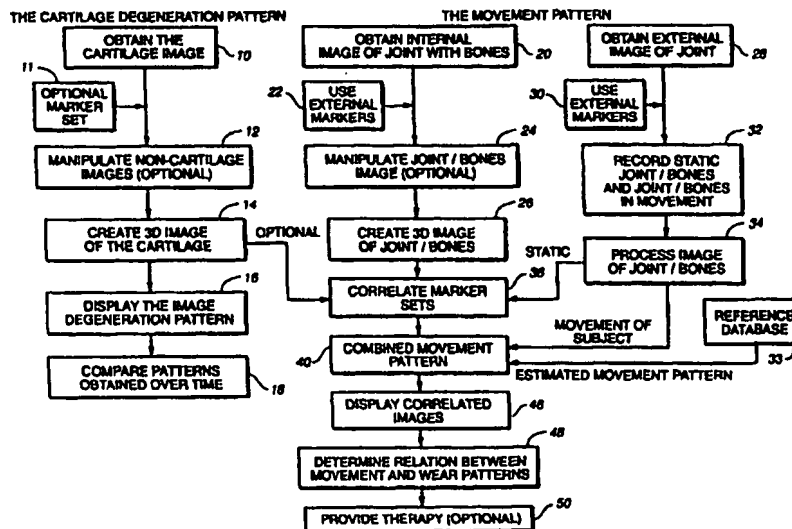 THE CARTILAGE DEGENERATION PATTERN
OBTAIN THE
CARTILAGE IMAGE
10
11
OPTIONAL
MARKER
SET
12
MANIPULATE NON-CARTILAGE
IMAGES (OPTIONAL)
14
CREATE 3D IMAGE
OF THE CARTILAGE
OPTIONAL
16
DISPLAY THE IMAGE
DEGENERATION PATTERN
COMPARE PATTERNS
OBTAINED OVER TIME
18
THE MOVEMENT PATTERN
OBTAIN INTERNAL
IMAGE OF JOINT WITH BONES
20
22
USE
EXTERNAL
MARKERS
24
MANIPULATE JOINT / BONES
IMAGE (OPTIONAL)
26
CREATE 3D IMAGE
OF JOINT / BONES
OBTAIN EXTERNAL
IMAGE OF JOINT
28
30
USE
EXTERNAL
MARKERS
32
RECORD STATIC
JOINT / BONES
AND JOINT / BONES
IN MOVEMENT
34
PROCESS IMAGE
OF JOINT / BONES
STATIC
36
CORRELATE MARKER
SETS
MOVEMENT OF
SUBJECT
REFERENCE
DATABASE
33
40
COMBINED MOVEMENT
PATTERN
ESTIMATED MOVEMENT PATTERN
DISPLAY CORRELATED
IMAGES
46
48
DETERMINE RELATION BETWEEN
MOVEMENT AND WEAR PATTERNS
50
PROVIDE THERAPY (OPTIONAL)